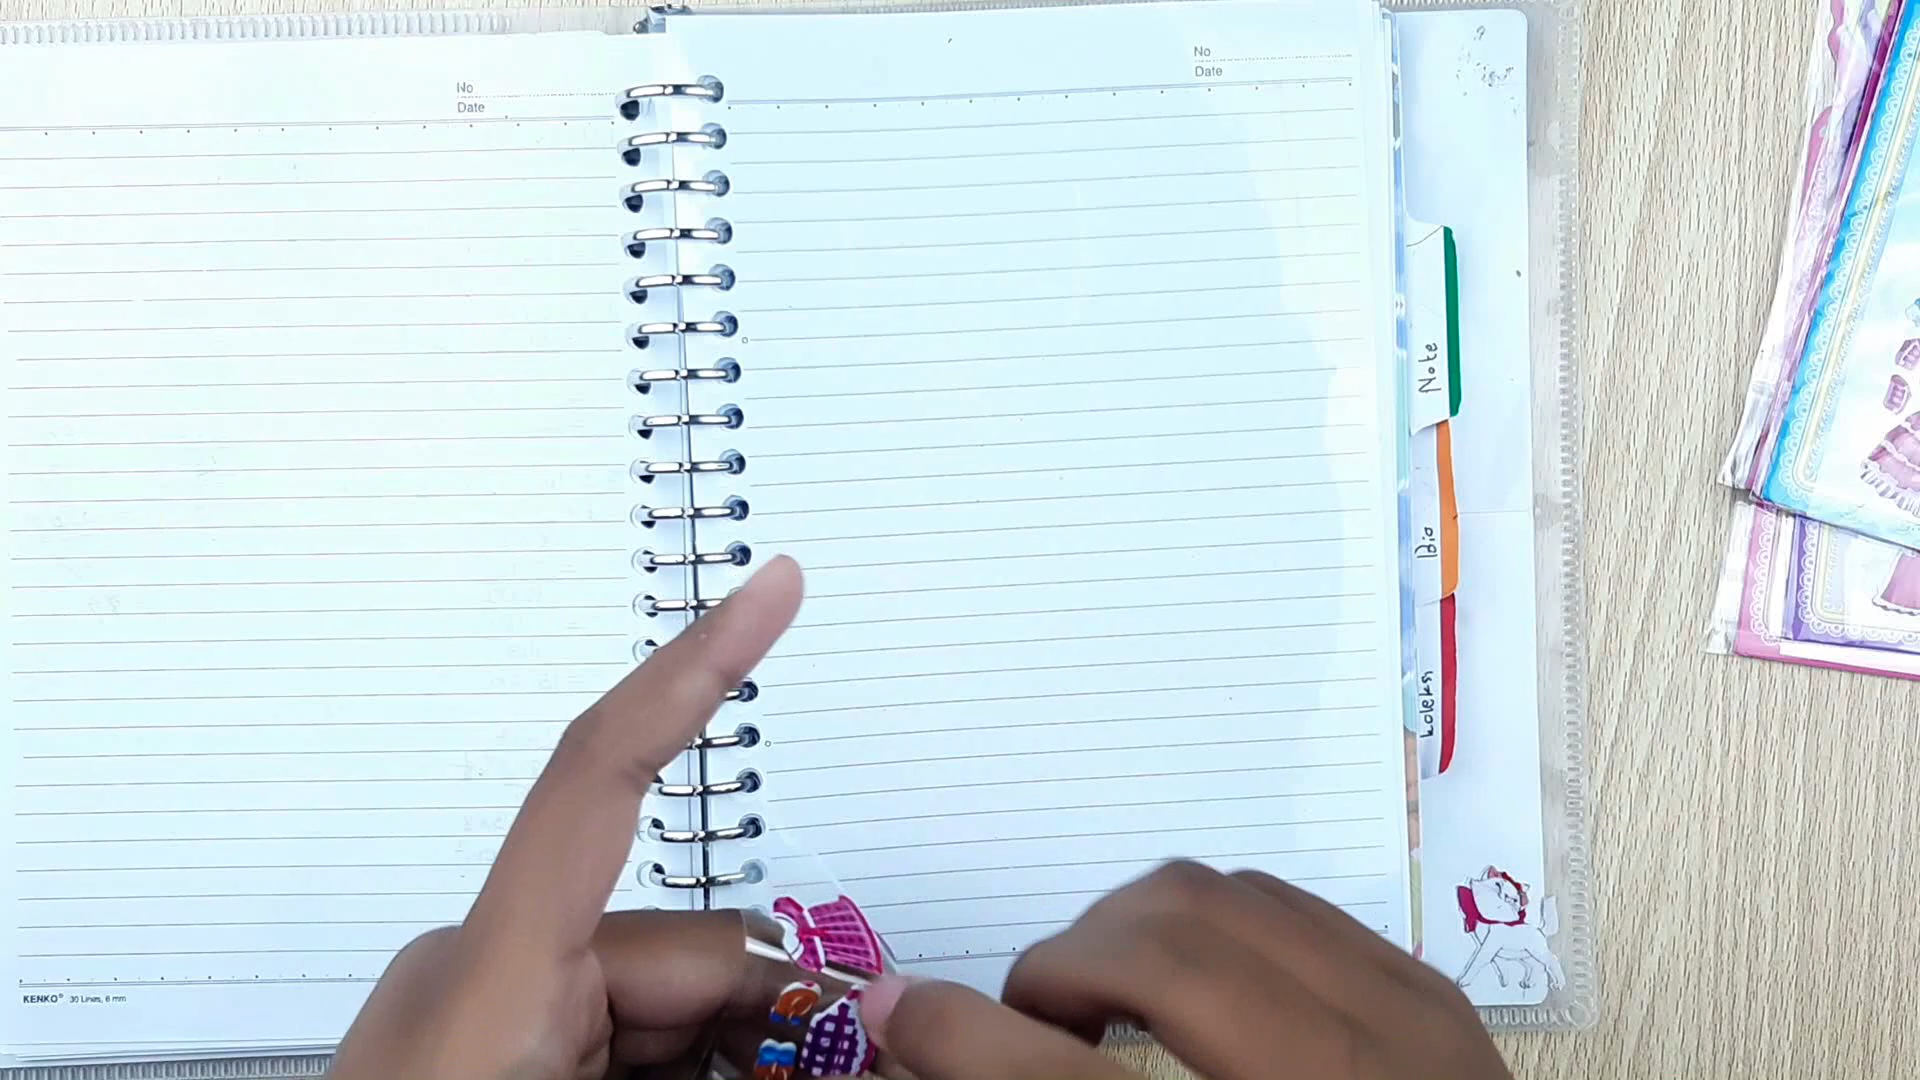 No
Date
No
Date
Note
Bio
Koleksi
KENKO® 30 Lines, 6 mm